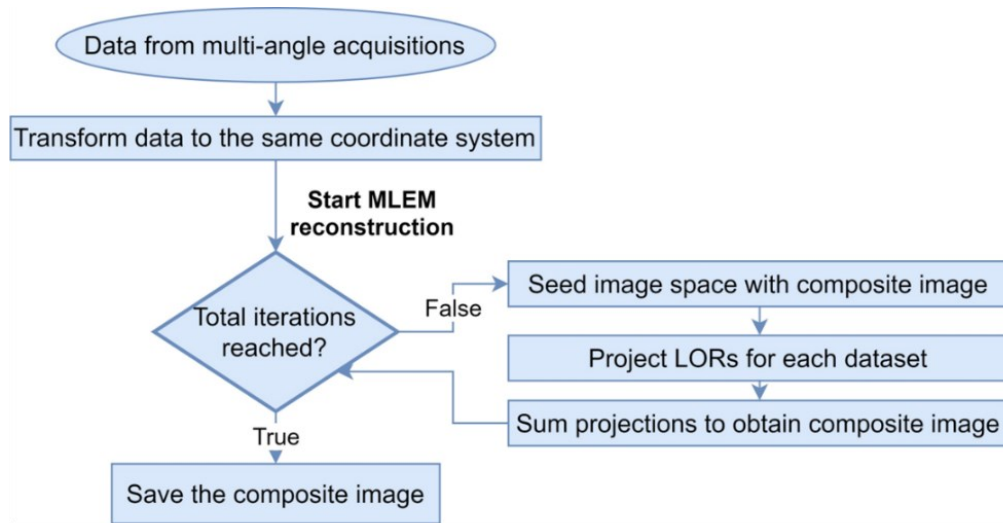 Data from multi-angle acquisitions
Transform data to the same coordinate system
Start MLEM
reconstruction
Total iterations
reached?
False
Seed image space with composite image
Project LORs for each dataset
Sum projections to obtain composite image
True
Save the composite image